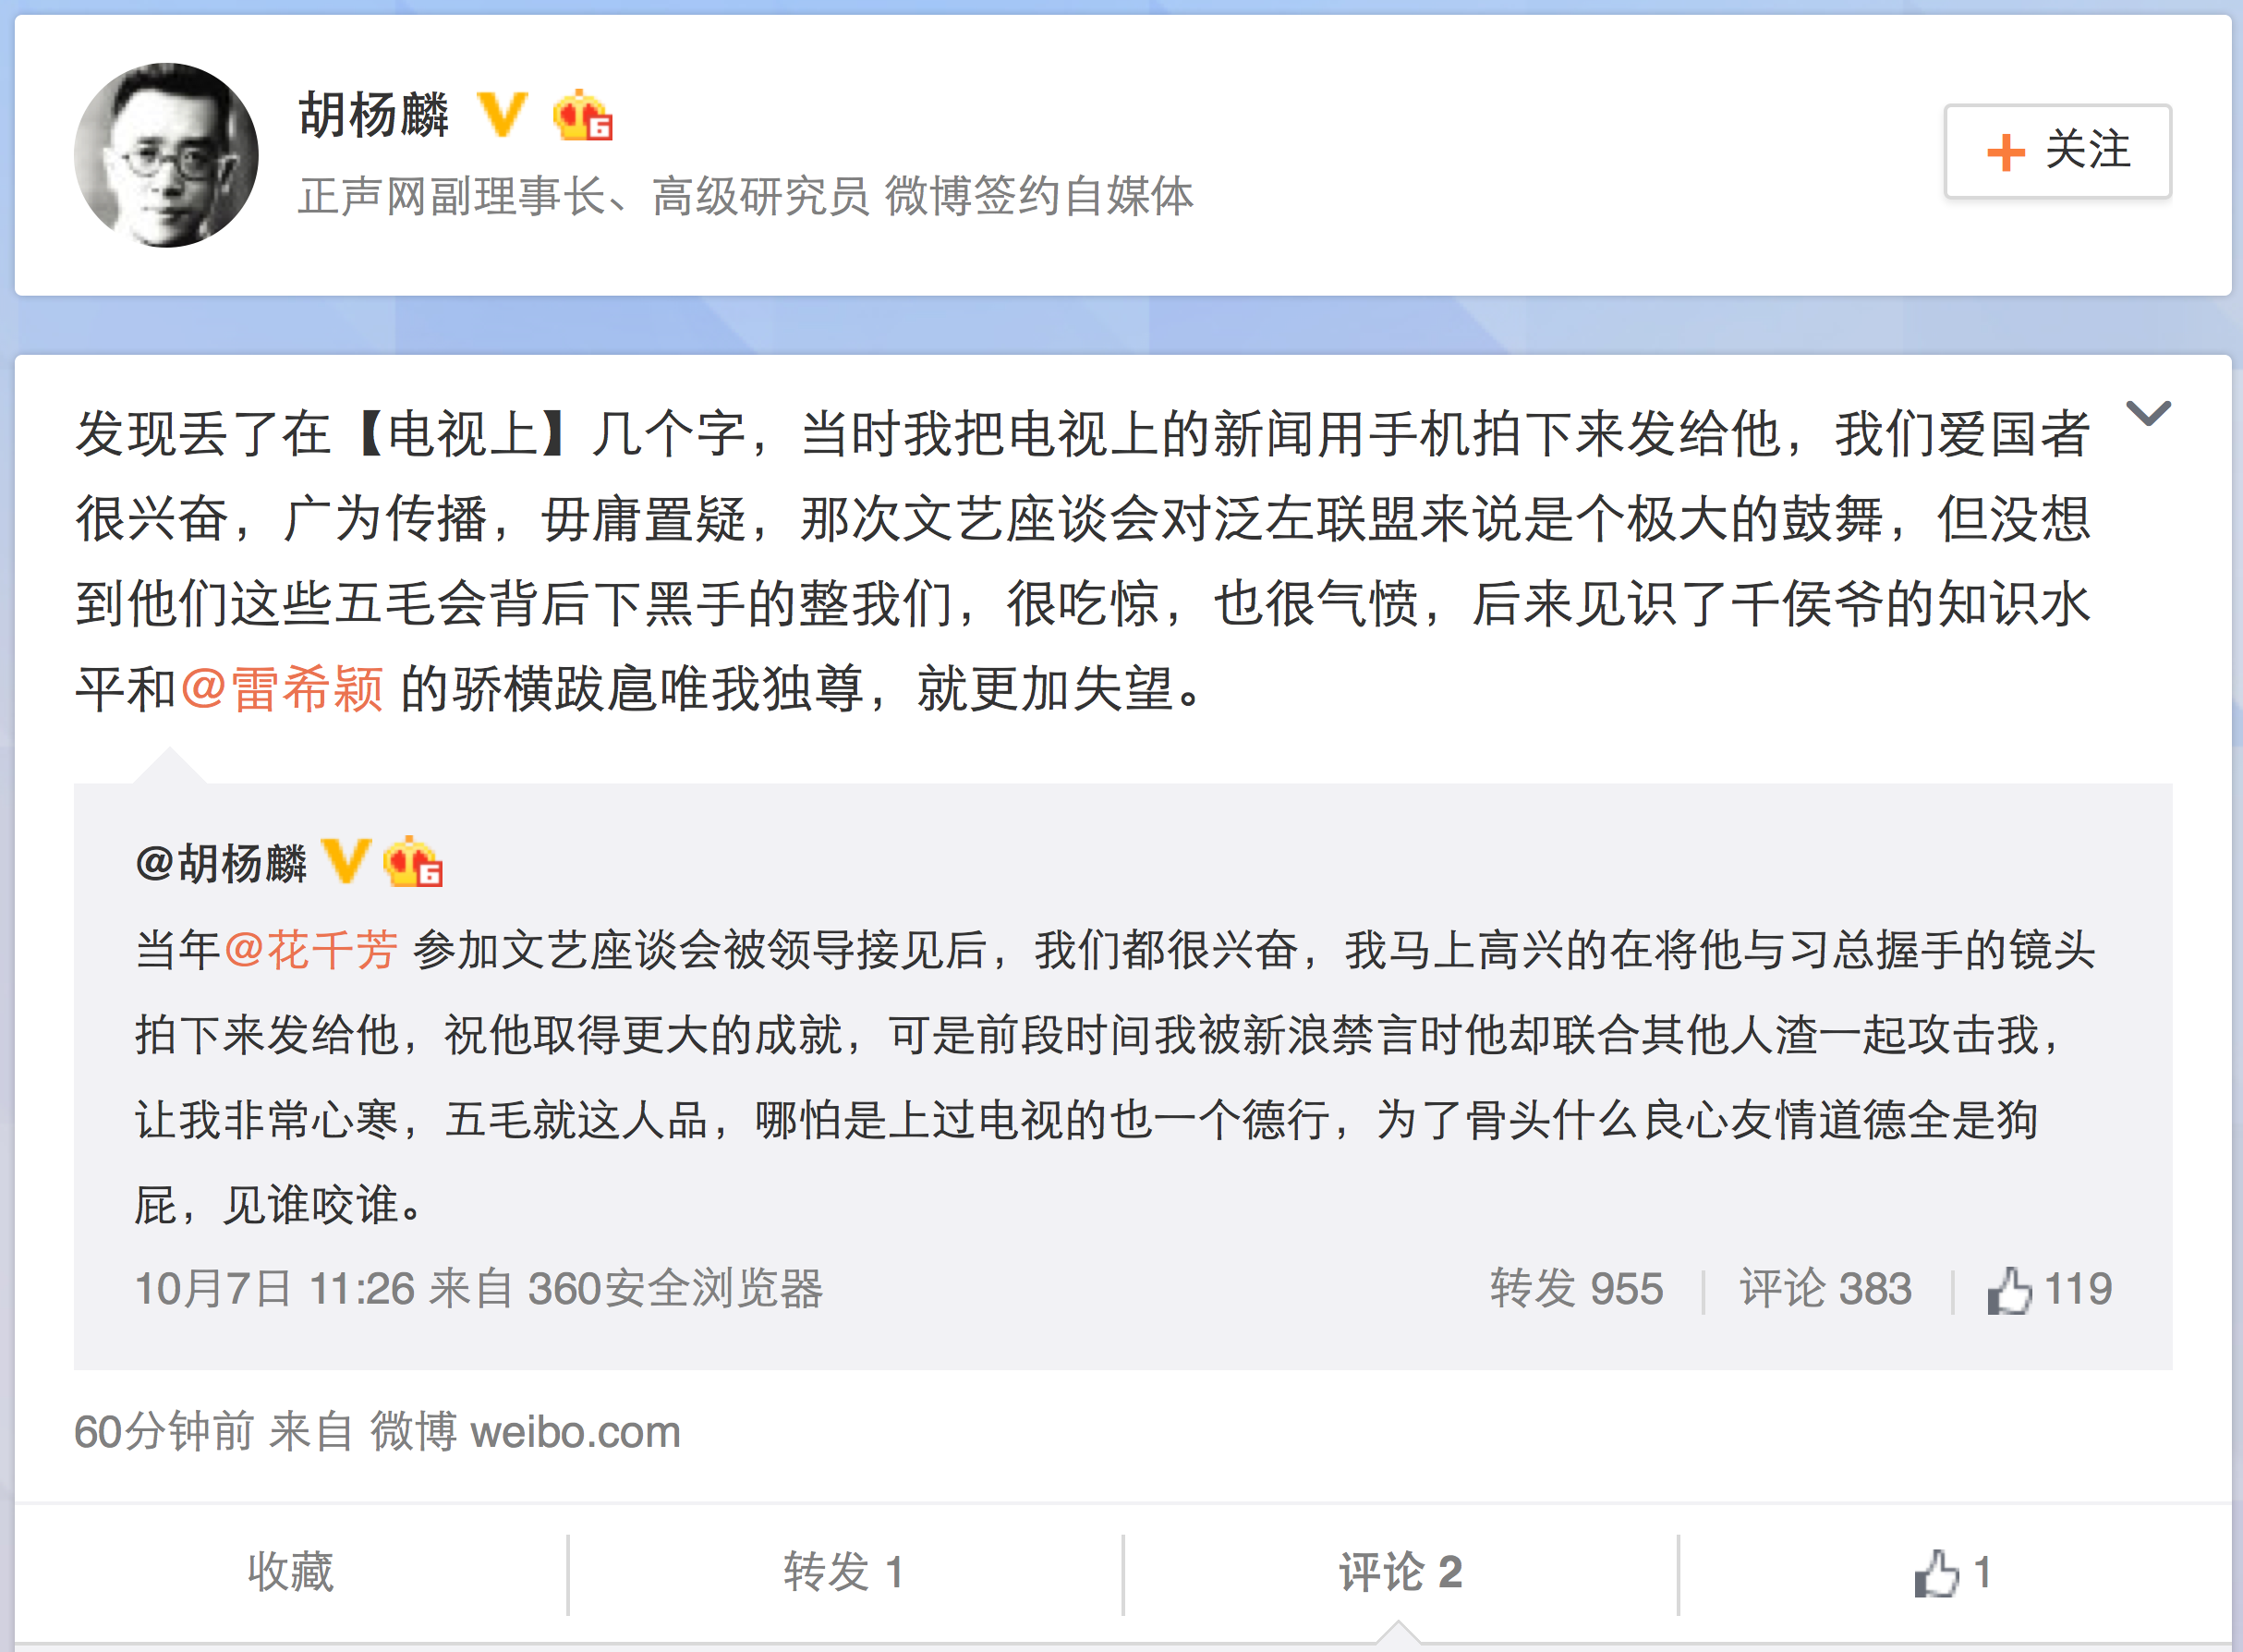 胡杨麟
正声网副理事长、高级研究员 微博签约自媒体
+ 关注
发现丢了在【电视上】几个字，当时我把电视上的新闻用手机拍下来发给他，我们爱国者
很兴奋，广为传播，毋庸置疑，那次文艺座谈会对泛左联盟来说是个极大的鼓舞，但没想
到他们这些五毛会背后下黑手的整我们，很吃惊，也很气愤，后来见识了千侯爷的知识水
平和@雷希颖 的骄横跋扈唯我独尊，就更加失望。
@胡杨麟
当年@花千芳 参加文艺座谈会被领导接见后，我们都很兴奋，我马上高兴的在将他与习总握手的镜头
拍下来发给他，祝他取得更大的成就，可是前段时间我被新浪禁言时他却联合其他人渣一起攻击我，
让我非常心寒，五毛就这人品，哪怕是上过电视的也一个德行，为了骨头什么良心友情道德全是狗
屁，见谁咬谁。
10月7日 11:26 来自 360安全浏览器 转发 955 评论 383 119
60分钟前 来自 微博 weibo.com
收藏 转发 1 评论 2 1